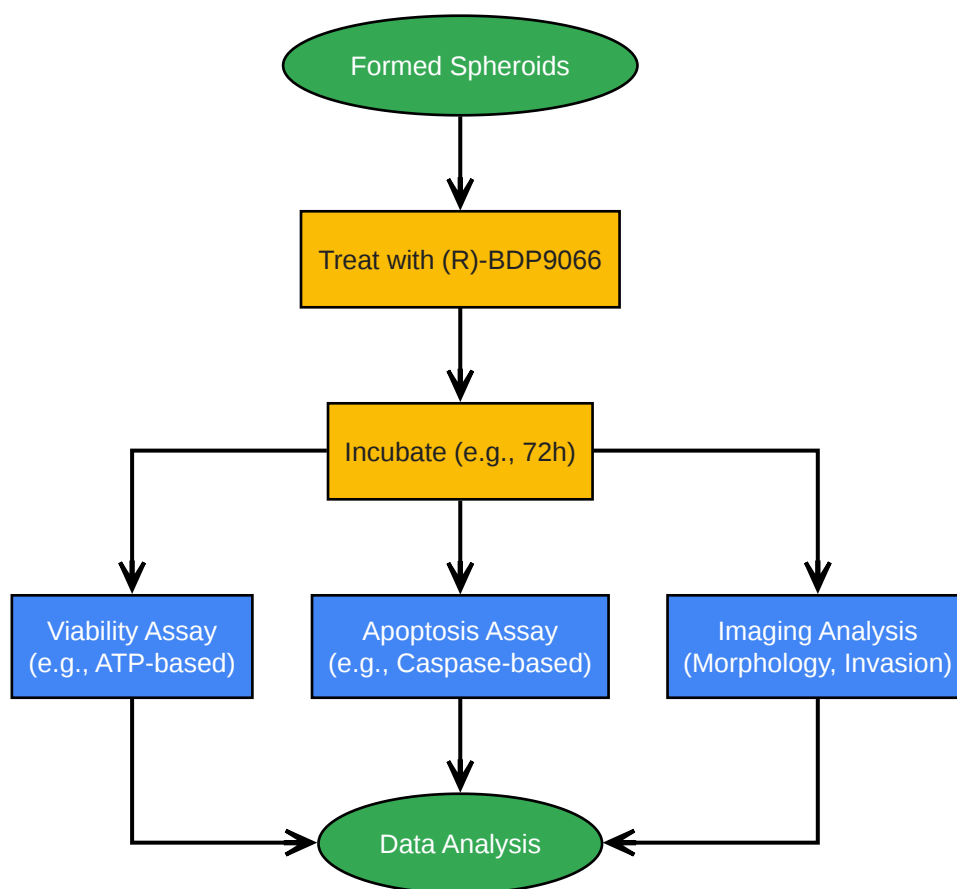 Formed Spheroids
Treat with (R)-BDP9066
Incubate (e.g., 72h)
Viability Assay
(e.g., ATP-based)
Apoptosis Assay
(e.g., Caspase-based)
Imaging Analysis
(Morphology, Invasion)
Data Analysis